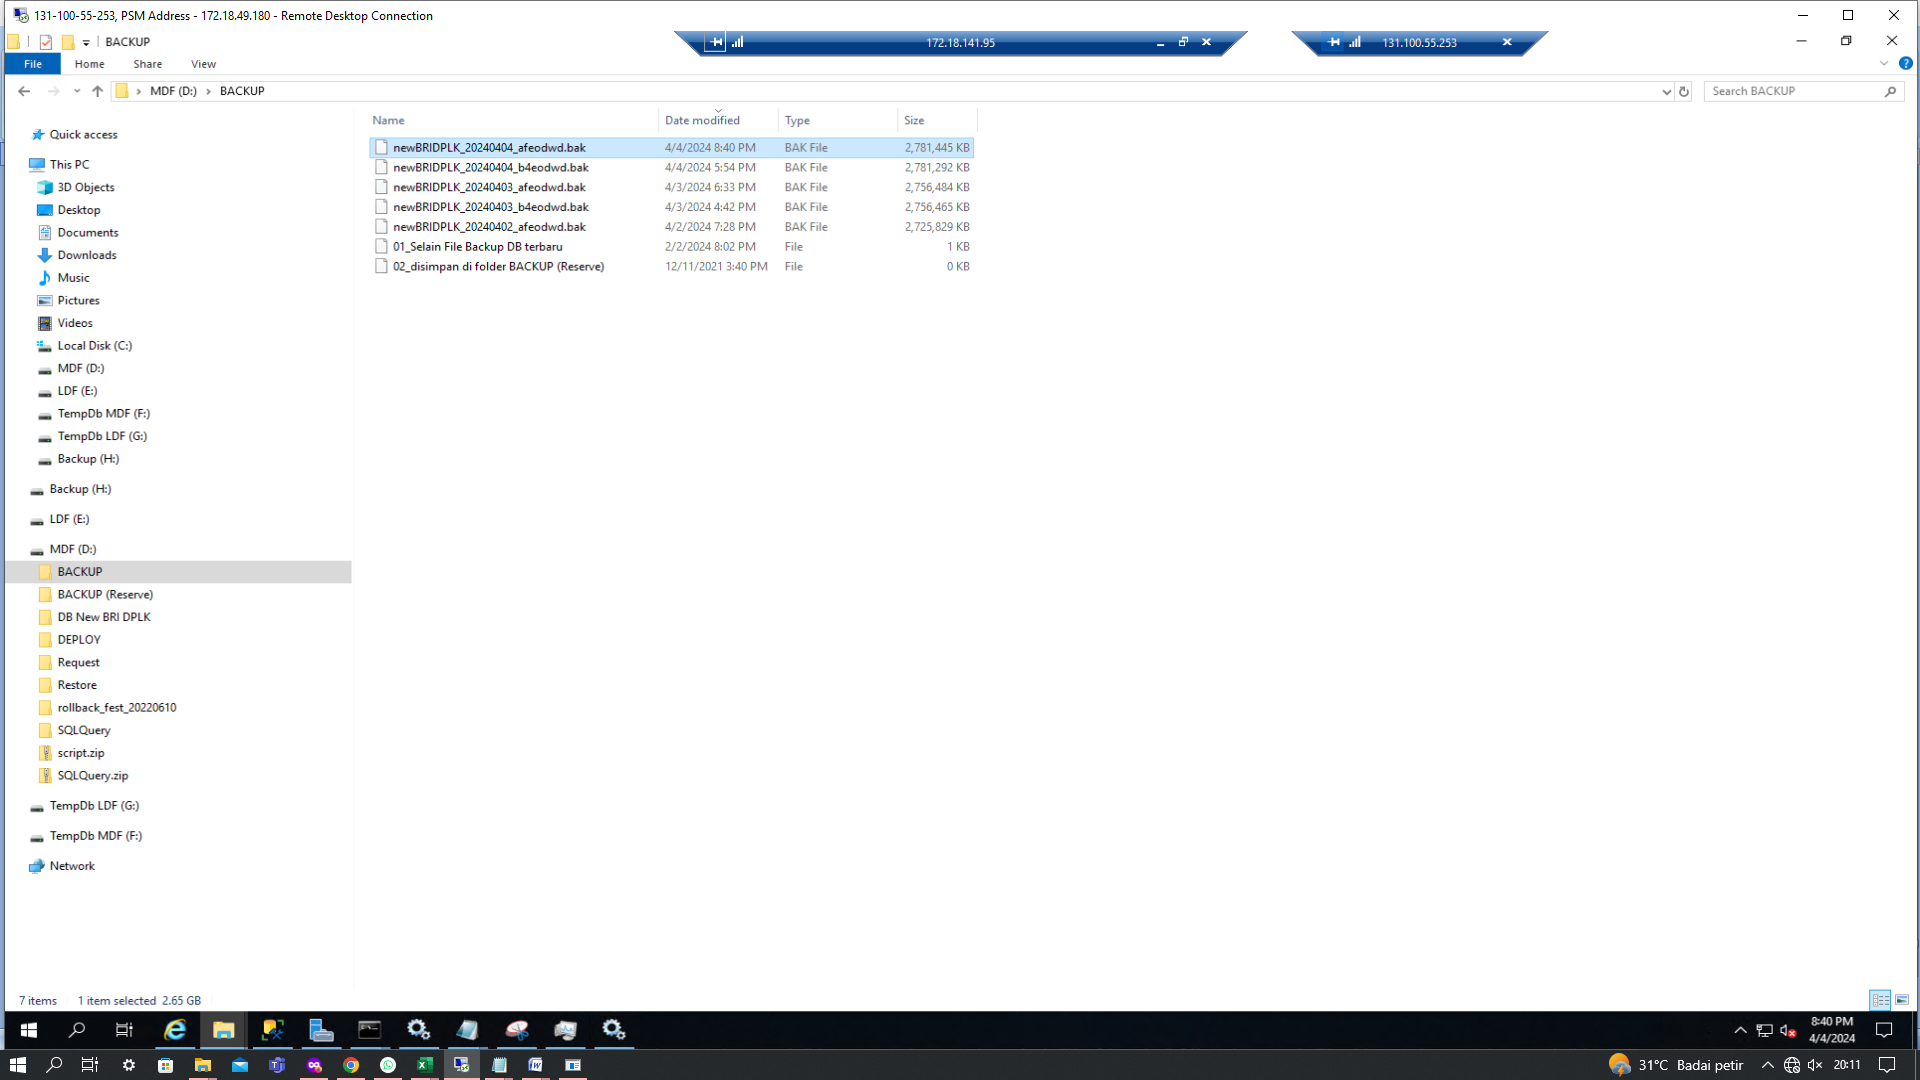 131-100-55-253, PSM Address - 172.18.49.180 - Remote Desktop Connection
BACKUP
172.18.141.95
131.100.55.253
File Home Share View
MDF (D:) BACKUP
Search BACKUP
Name Date modified Type Size
newBRIDPLK_20240404_afeodwd.bak 4/4/2024 8:40 PM BAK File 2,781,445 KB
newBRIDPLK_20240404_b4eodwd.bak 4/4/2024 5:54 PM BAK File 2,781,292 KB
newBRIDPLK_20240403_afeodwd.bak 4/3/2024 6:33 PM BAK File 2,756,484 KB
newBRIDPLK_20240403_b4eodwd.bak 4/3/2024 4:42 PM BAK File 2,756,465 KB
newBRIDPLK_20240402_afeodwd.bak 4/2/2024 7:28 PM BAK File 2,725,829 KB
01_Selain File Backup DB terbaru 2/2/2024 8:02 PM File 1 KB
02_disimpan di folder BACKUP (Reserve) 12/11/2021 3:40 PM File 0 KB
Quick access
This PC
3D Objects
Desktop
Documents
Downloads
Music
Pictures
Videos
Local Disk (C:)
MDF (D:)
LDF (E:)
TempDb MDF (F:)
TempDb LDF (G:)
Backup (H:)
Backup (H:)
LDF (E:)
MDF (D:)
BACKUP
BACKUP (Reserve)
DB New BRI DPLK
DEPLOY
Request
Restore
rollback_fest_20220610
SQLQuery
script.zip
SQLQuery.zip
TempDb LDF (G:)
TempDb MDF (F:)
Network
7 items 1 item selected 2.65 GB
8:40 PM
4/4/2024
31°C Badai petir 20:11